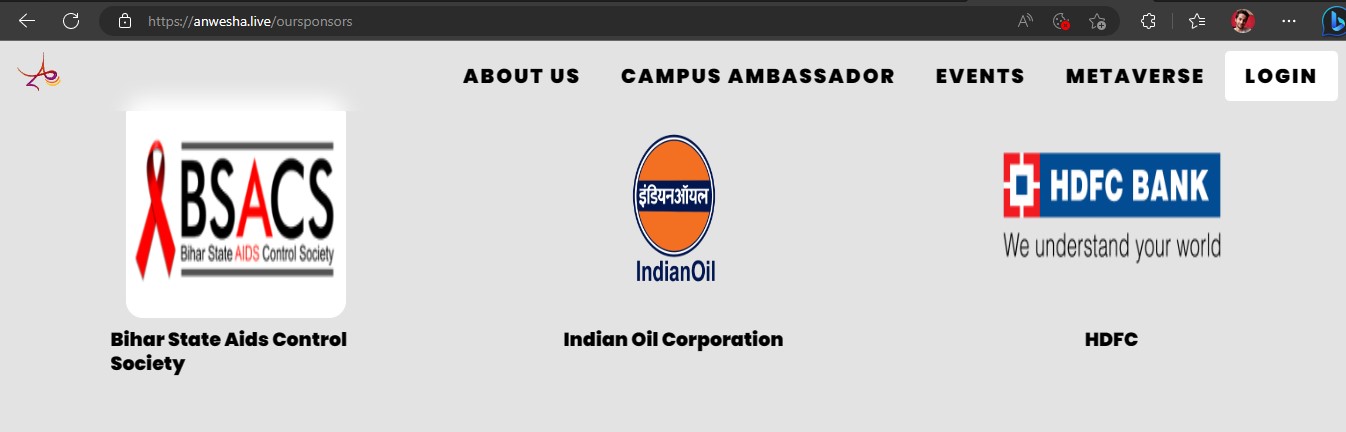 https://anwesha.live/oursponsors
ABOUT US CAMPUS AMBASSADOR EVENTS METAVERSE LOGIN
BSACS
Bihar State AIDS Control Society
इंडियनऑयल
IndianOil
HDFC BANK
We understand your world
Bihar State Aids Control
Society
Indian Oil Corporation
HDFC